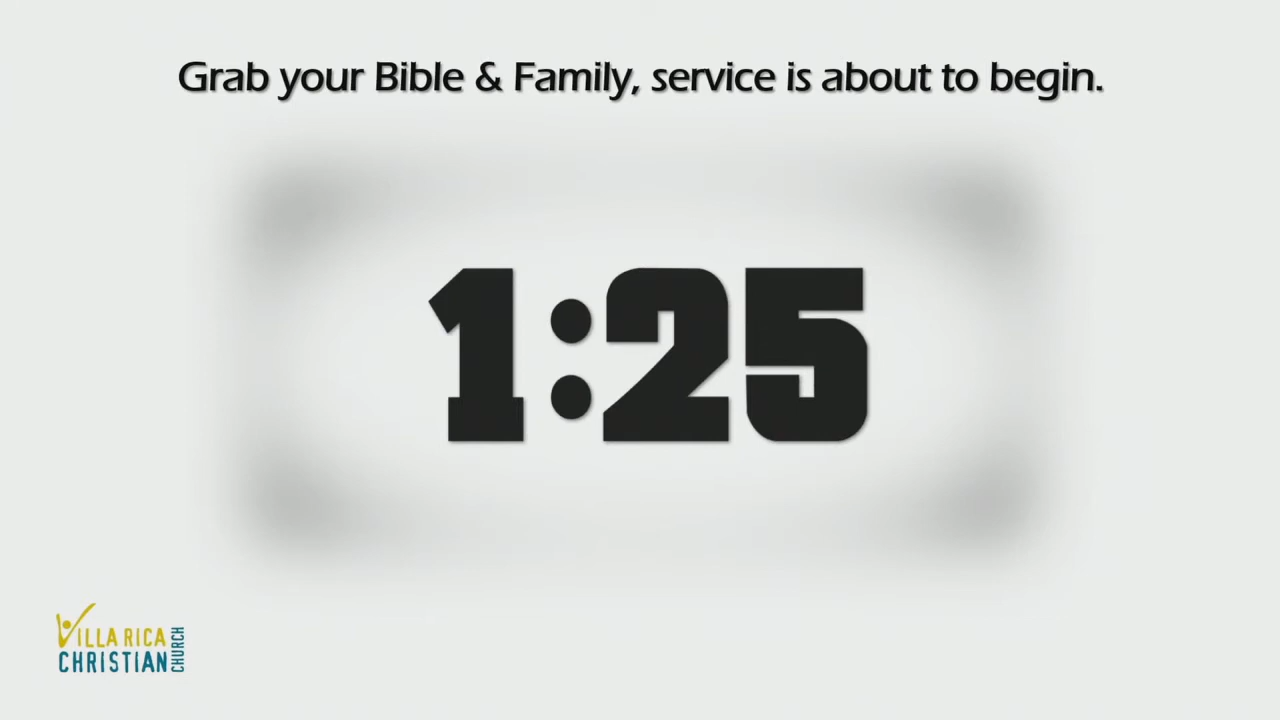 Grab your Bible & Family, service is about to begin.
1:25
VILLA RICA
CHRISTIAN
CHURCH